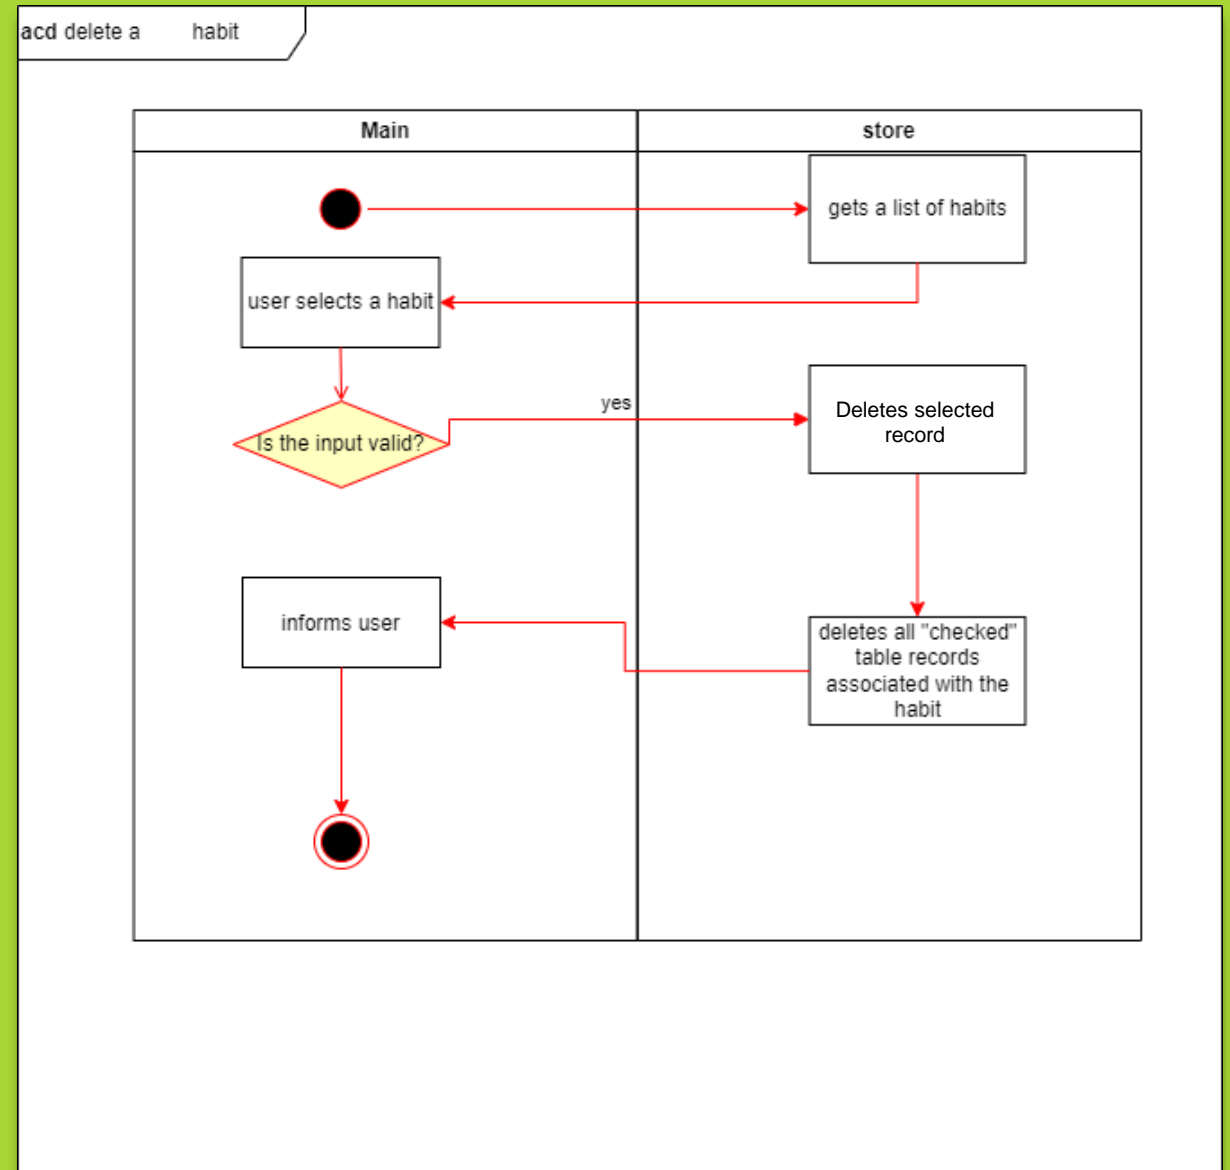 acd delete a habit
Main
store
gets a list of habits
user selects a habit
yes
Is the input valid?
Deletes selected
record
informs user
deletes all "checked"
table records
associated with the
habit